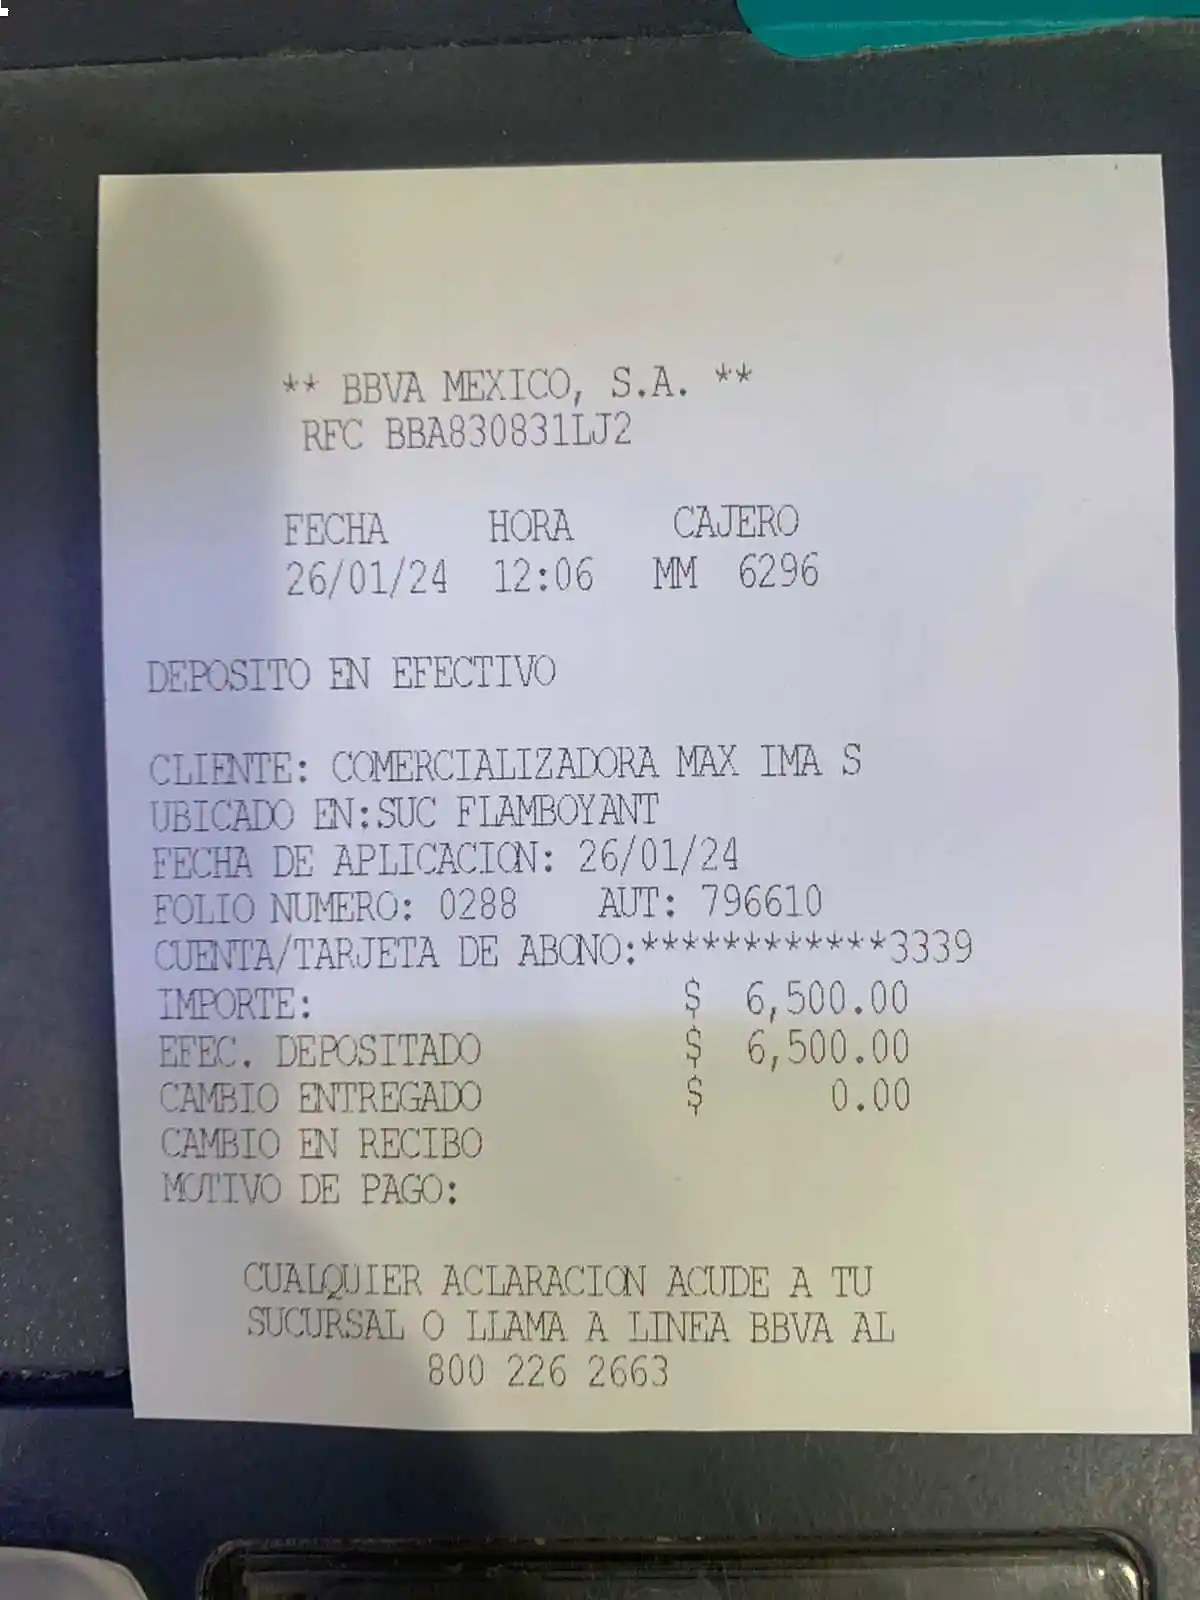 ** BBVA MEXICO, S.A. **
RFC BBA830831LJ2
FECHA HORA CAJERO
26/01/24 12:06 MM 6296
DEPOSITO EN EFECTIVO
CLIENTE: COMERCIALIZADORA MAX IMA S
UBICADO EN:SUC FLAMBOYANT
FECHA DE APLICACION: 26/01/24
FOLIO NUMERO: 0288 AUT: 796610
CUENTA/TARJETA DE ABONO:************3339
IMPORTE: $ 6,500.00
EFEC. DEPOSITADO $ 6,500.00
CAMBIO ENTREGADO $ 0.00
CAMBIO EN RECIBO
MOTIVO DE PAGO:
CUALQUIER ACLARACION ACUDE A TU
SUCURSAL O LLAMA A LINEA BBVA AL
800 226 2663